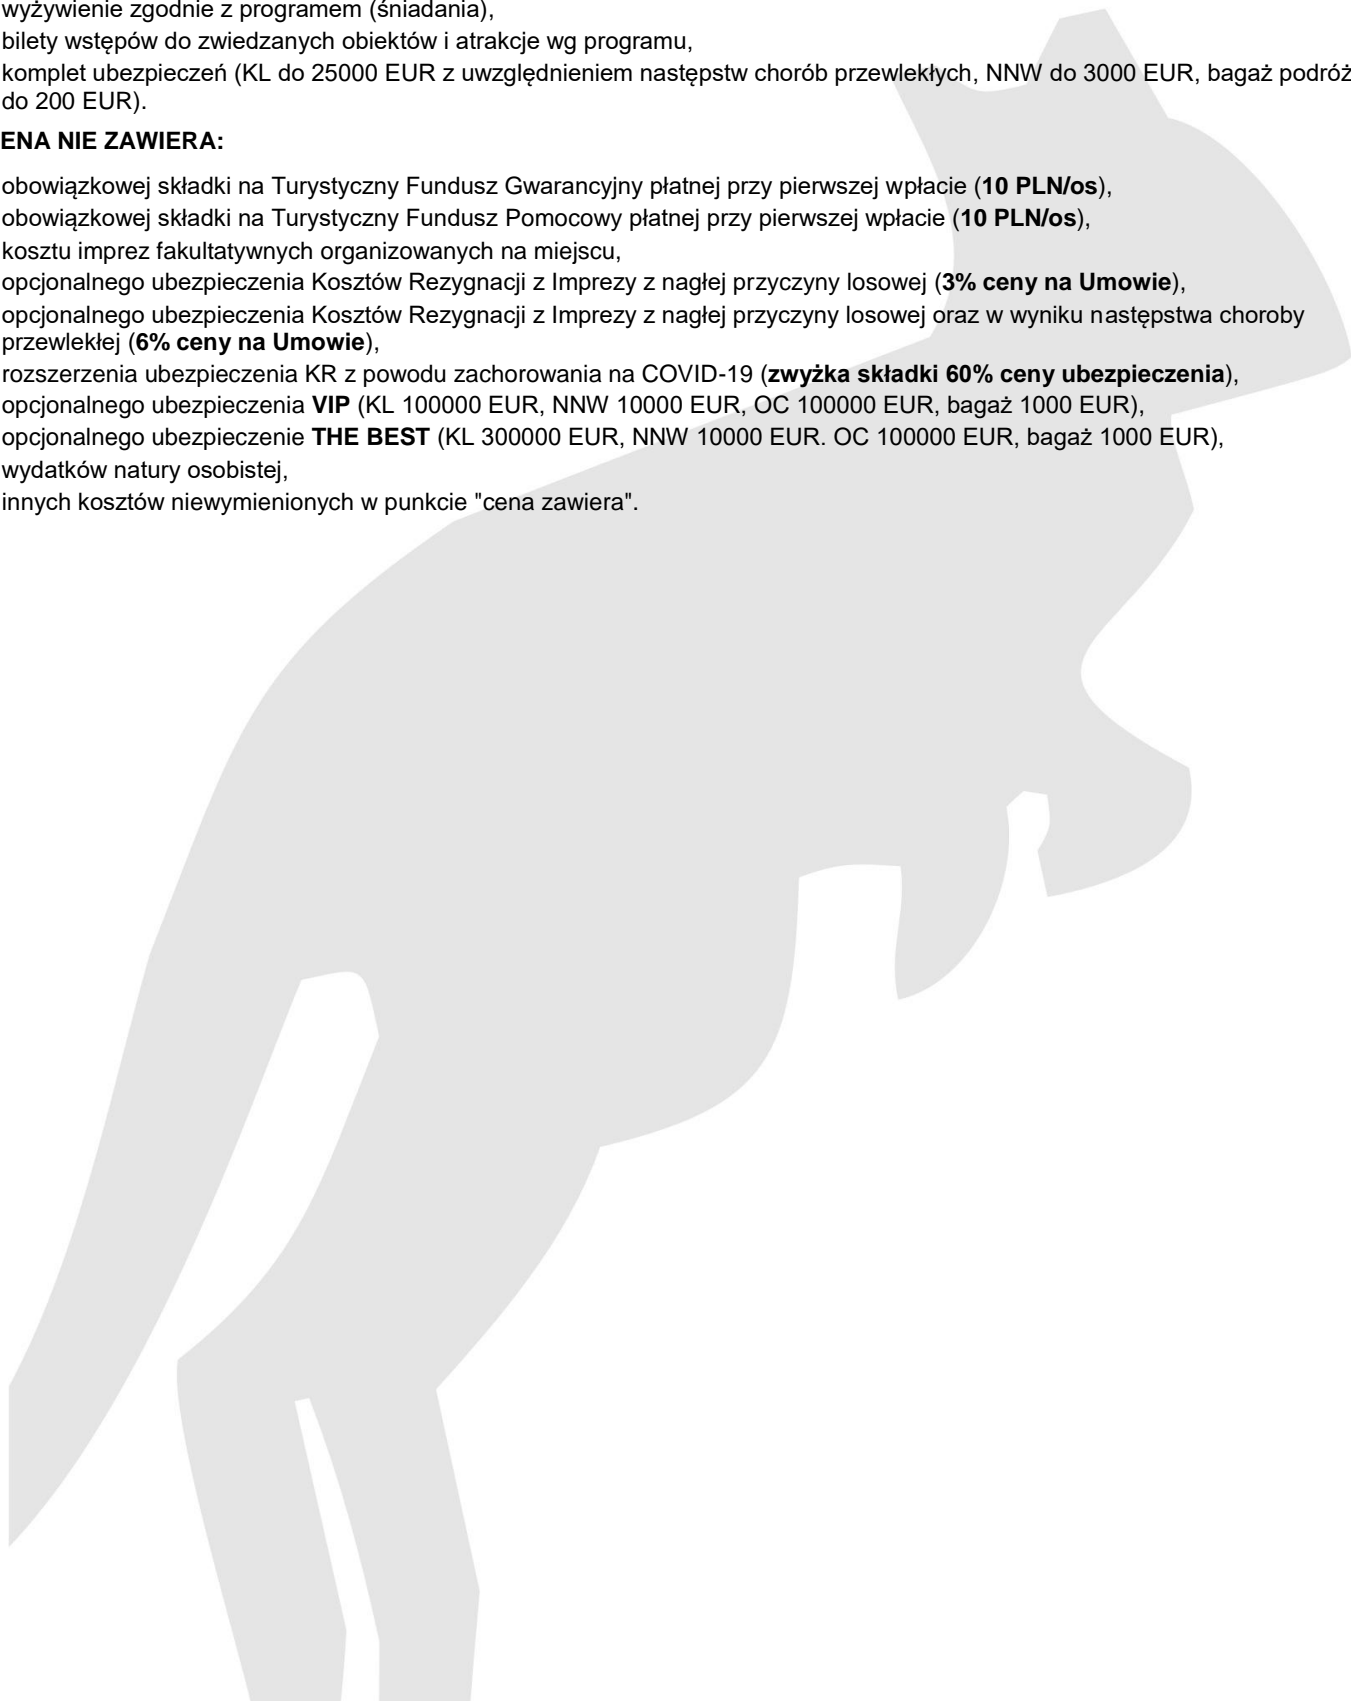 wyżywienie zgodnie z programem (śniadania),
bilety wstępów do zwiedzanych obiektów i atrakcje wg programu,
komplet ubezpieczeń (KL do 25000 EUR z uwzględnieniem następstw chorób przewlekłych, NNW do 3000 EUR, bagaż podróż
do 200 EUR).
ENA NIE ZAWIERA:
obowiązkowej składki na Turystyczny Fundusz Gwarancyjny płatnej przy pierwszej wpłacie (10 PLN/os),
obowiązkowej składki na Turystyczny Fundusz Pomocowy płatnej przy pierwszej wpłacie (10 PLN/os),
kosztu imprez fakultatywnych organizowanych na miejscu,
opcjonalnego ubezpieczenia Kosztów Rezygnacji z Imprezy z nagłej przyczyny losowej (3% ceny na Umowie),
opcjonalnego ubezpieczenia Kosztów Rezygnacji z Imprezy z nagłej przyczyny losowej oraz w wyniku następstwa choroby
przewlekłej (6% ceny na Umowie),
rozszerzenia ubezpieczenia KR z powodu zachorowania na COVID-19 (zwyżka składki 60% ceny ubezpieczenia),
opcjonalnego ubezpieczenia VIP (KL 100000 EUR, NNW 10000 EUR, OC 100000 EUR, bagaż 1000 EUR),
opcjonalnego ubezpieczenie THE BEST (KL 300000 EUR, NNW 10000 EUR. OC 100000 EUR, bagaż 1000 EUR),
wydatków natury osobistej,
innych kosztów niewymienionych w punkcie "cena zawiera".